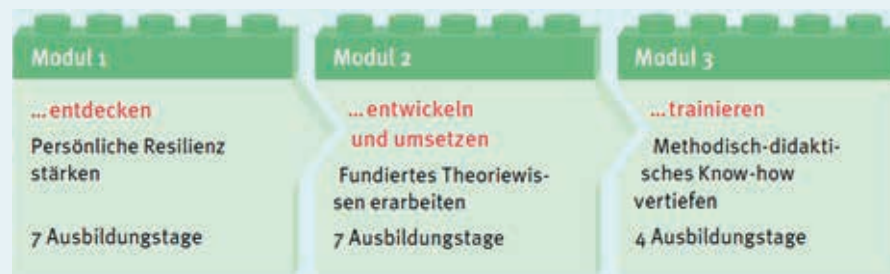 Modul 1
...entdecken
Persönliche Resilienz
stärken
7 Ausbildungstage
Modul 2
...entwickeln
und umsetzen
Fundiertes Theoriewis-
sen erarbeiten
7 Ausbildungstage
Modul 3
...trainieren
Methodisch-didakti-
sches Know-how
vertiefen
4 Ausbildungstage